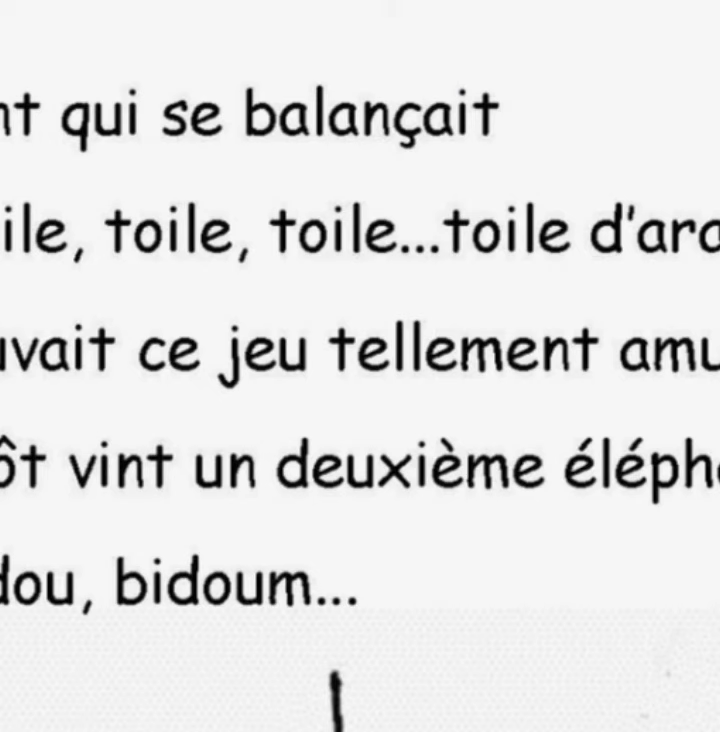 nt qui se balançait
ile, toile, toile...toile d'ara
uvait ce jeu tellement amu
ôt vint un deuxième élépha
dou, bidoum...